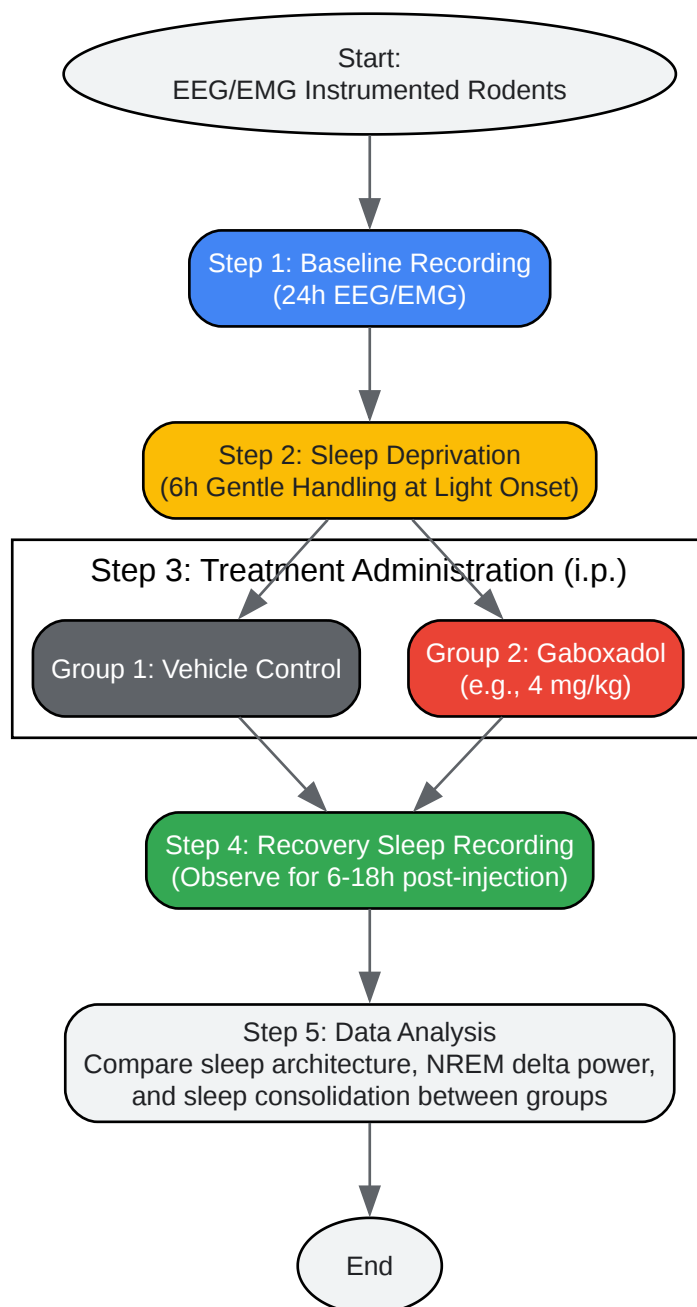 Start:
EEG/EMG Instrumented Rodents
Step 1: Baseline Recording
(24h EEG/EMG)
Step 2: Sleep Deprivation
(6h Gentle Handling at Light Onset)
Step 3: Treatment Administration (i.p.)
Group 1: Vehicle Control
Group 2: Gaboxadol
(e.g., 4 mg/kg)
Step 4: Recovery Sleep Recording
(Observe for 6-18h post-injection)
Step 5: Data Analysis
Compare sleep architecture, NREM delta power,
and sleep consolidation between groups
End